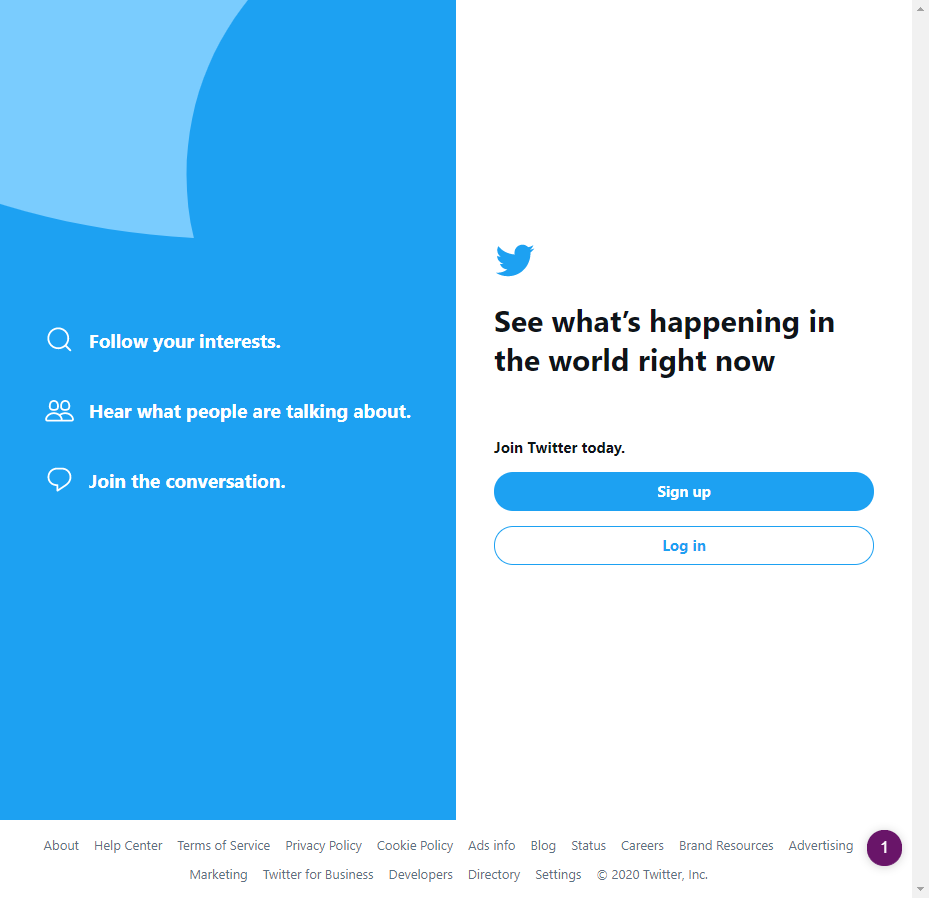 Follow your interests.
Hear what people are talking about.
Join the conversation.
See what’s happening in
the world right now
Join Twitter today.
Sign up
Log in
About Help Center Terms of Service Privacy Policy Cookie Policy Ads info Blog Status Careers Brand Resources Advertising
Marketing Twitter for Business Developers Directory Settings © 2020 Twitter, Inc.
1